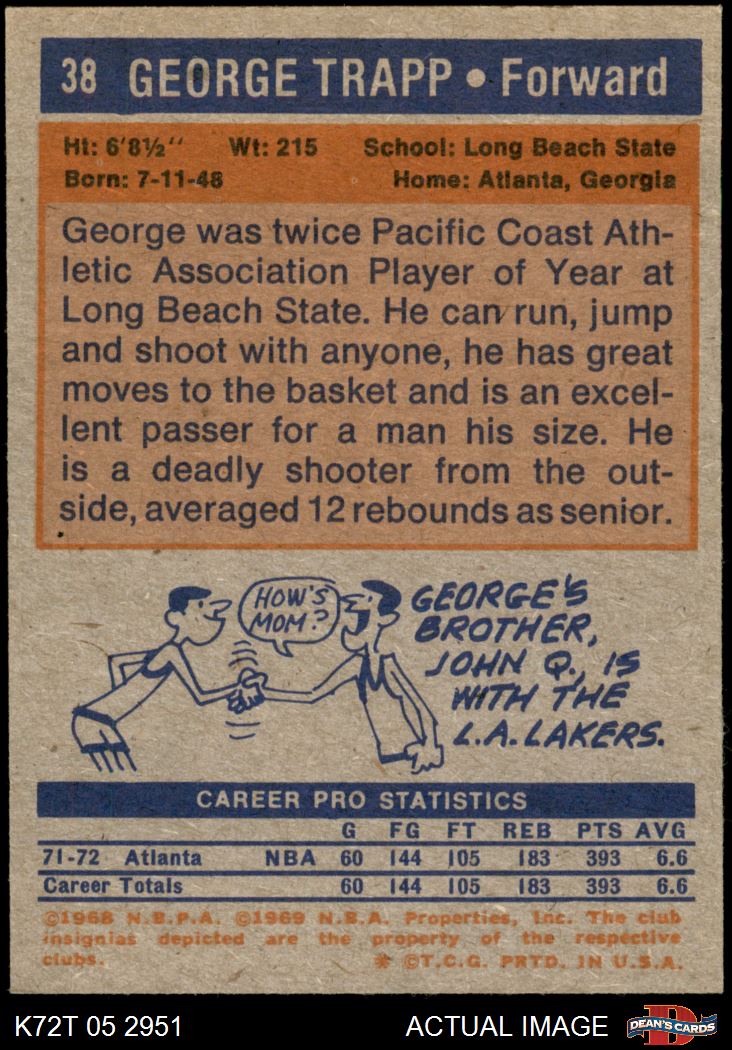 38 GEORGE TRAPP • Forward
Ht: 6'8½'' Wt: 215 School: Long Beach State
Born: 7-11-48 Home: Atlanta, Georgia
George was twice Pacific Coast Ath-
letic Association Player of Year at
Long Beach State. He can run, jump
and shoot with anyone, he has great
moves to the basket and is an excel-
lent passer for a man his size. He
is a deadly shooter from the out-
side, averaged 12 rebounds as senior.
HOW'S
MOM?
GEORGE'S
BROTHER,
JOHN Q., IS
WITH THE
L.A. LAKERS.
CAREER PRO STATISTICS
G FG FT REB PTS AVG
71-72 Atlanta NBA 60 144 105 183 393 6.6
Career Totals 60 144 105 183 393 6.6
©1968 N.B.P.A. ©1969 N.B.A. Properties, Inc. The club
insignias depicted are the property of the respective
clubs. * ©T.C.G. PRTD. IN U.S.A.
K72T 05 2951 ACTUAL IMAGE D DEAN'S CARDS